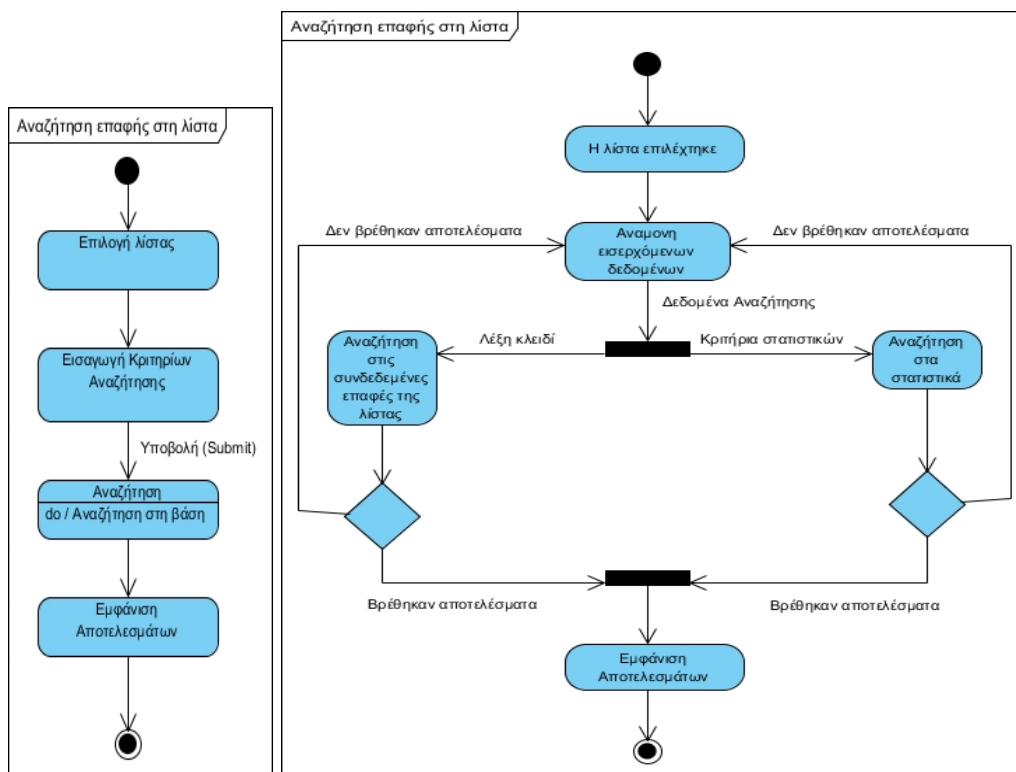 Αναζήτηση επαφής στη λίστα
Επιλογή λίστας
Εισαγωγή Κριτηρίων
Αναζήτησης
Υποβολή (Submit)
Αναζήτηση
do / Αναζήτηση στη βάση
Εμφάνιση
Αποτελεσμάτων
Αναζήτηση επαφής στη λίστα
Η λίστα επιλέχτηκε
Δεν βρέθηκαν αποτελέσματα
Αναμονη
εισερχόμενων
δεδομένων
Δεν βρέθηκαν αποτελέσματα
Δεδομένα Αναζήτησης
Αναζήτηση
στις
συνδεδεμένες
επαφές της
λίστας
Λέξη κλειδί
Κριτήρια στατιστικών
Αναζήτηση
στα
στατιστικά
Βρέθηκαν αποτελέσματα
Βρέθηκαν αποτελέσματα
Εμφάνιση
Αποτελεσμάτων